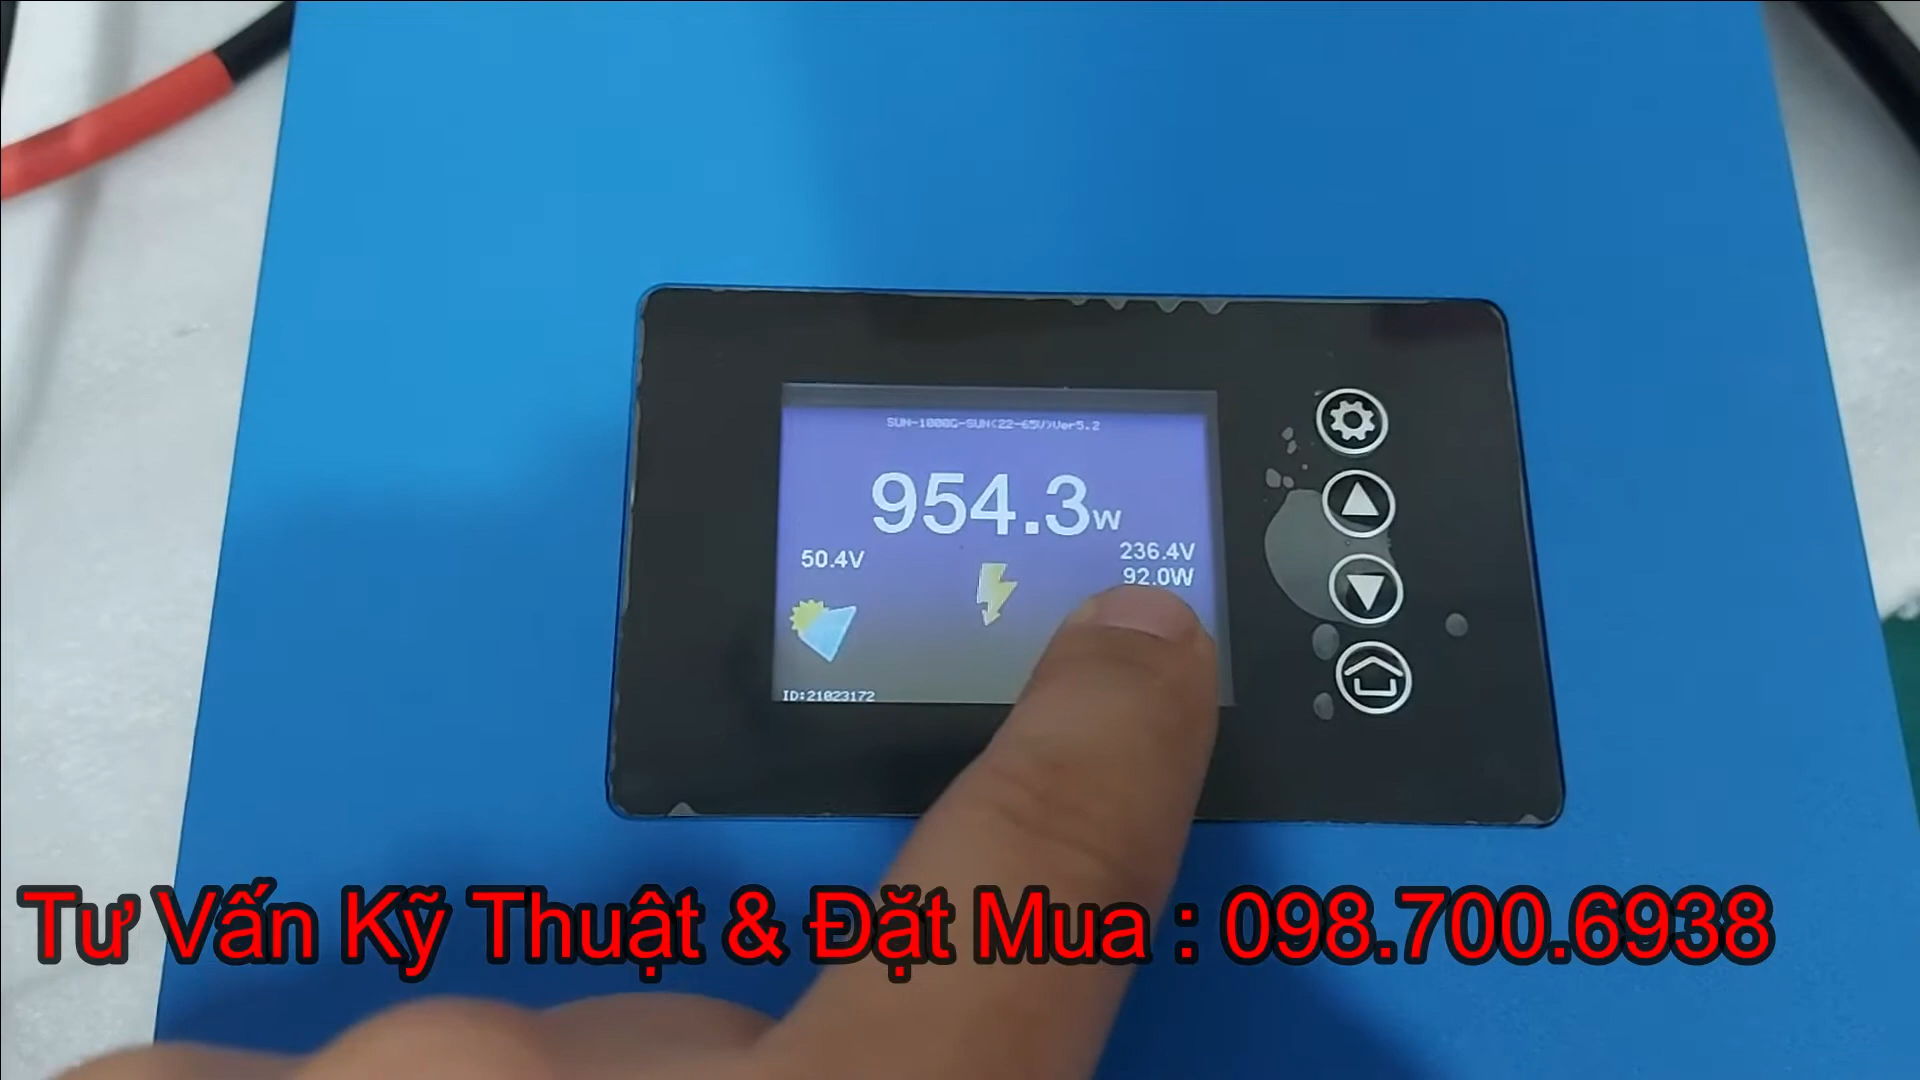 SUN-1000G-SUN(22-65V)Ver5.2
954.3W
50.4V
236.4V
92.0W
ID:21023172
Tư Vấn Kỹ Thuật & Đặt Mua : 098.700.6938